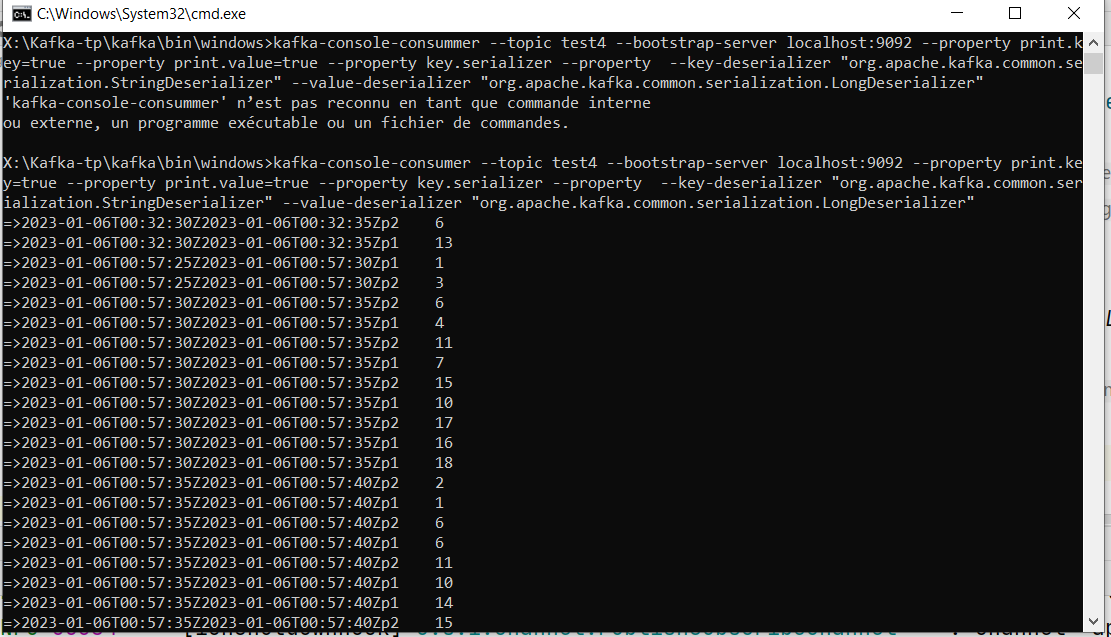 C:\Windows\System32\cmd.exe
X:\Kafka-tp\kafka\bin\windows>kafka-console-consummer --topic test4 --bootstrap-server localhost:9092 --property print.k
ey=true --property print.value=true --property key.serializer --property  --key-deserializer "org.apache.kafka.common.se
rialization.StringDeserializer" --value-deserializer "org.apache.kafka.common.serialization.LongDeserializer"
'kafka-console-consummer' n’est pas reconnu en tant que commande interne
ou externe, un programme exécutable ou un fichier de commandes.
X:\Kafka-tp\kafka\bin\windows>kafka-console-consumer --topic test4 --bootstrap-server localhost:9092 --property print.ke
y=true --property print.value=true --property key.serializer --property  --key-deserializer "org.apache.kafka.common.ser
ialization.StringDeserializer" --value-deserializer "org.apache.kafka.common.serialization.LongDeserializer"
=>2023-01-06T00:32:30Z2023-01-06T00:32:35Zp2    6
=>2023-01-06T00:32:30Z2023-01-06T00:32:35Zp1    13
=>2023-01-06T00:57:25Z2023-01-06T00:57:30Zp1    1
=>2023-01-06T00:57:25Z2023-01-06T00:57:30Zp2    3
=>2023-01-06T00:57:30Z2023-01-06T00:57:35Zp2    6
=>2023-01-06T00:57:30Z2023-01-06T00:57:35Zp1    4
=>2023-01-06T00:57:30Z2023-01-06T00:57:35Zp2    11
=>2023-01-06T00:57:30Z2023-01-06T00:57:35Zp1    7
=>2023-01-06T00:57:30Z2023-01-06T00:57:35Zp2    15
=>2023-01-06T00:57:30Z2023-01-06T00:57:35Zp1    10
=>2023-01-06T00:57:30Z2023-01-06T00:57:35Zp2    17
=>2023-01-06T00:57:30Z2023-01-06T00:57:35Zp1    16
=>2023-01-06T00:57:30Z2023-01-06T00:57:35Zp1    18
=>2023-01-06T00:57:35Z2023-01-06T00:57:40Zp2    2
=>2023-01-06T00:57:35Z2023-01-06T00:57:40Zp1    1
=>2023-01-06T00:57:35Z2023-01-06T00:57:40Zp2    6
=>2023-01-06T00:57:35Z2023-01-06T00:57:40Zp1    6
=>2023-01-06T00:57:35Z2023-01-06T00:57:40Zp2    11
=>2023-01-06T00:57:35Z2023-01-06T00:57:40Zp1    10
=>2023-01-06T00:57:35Z2023-01-06T00:57:40Zp1    14
=>2023-01-06T00:57:35Z2023-01-06T00:57:40Zp2    15